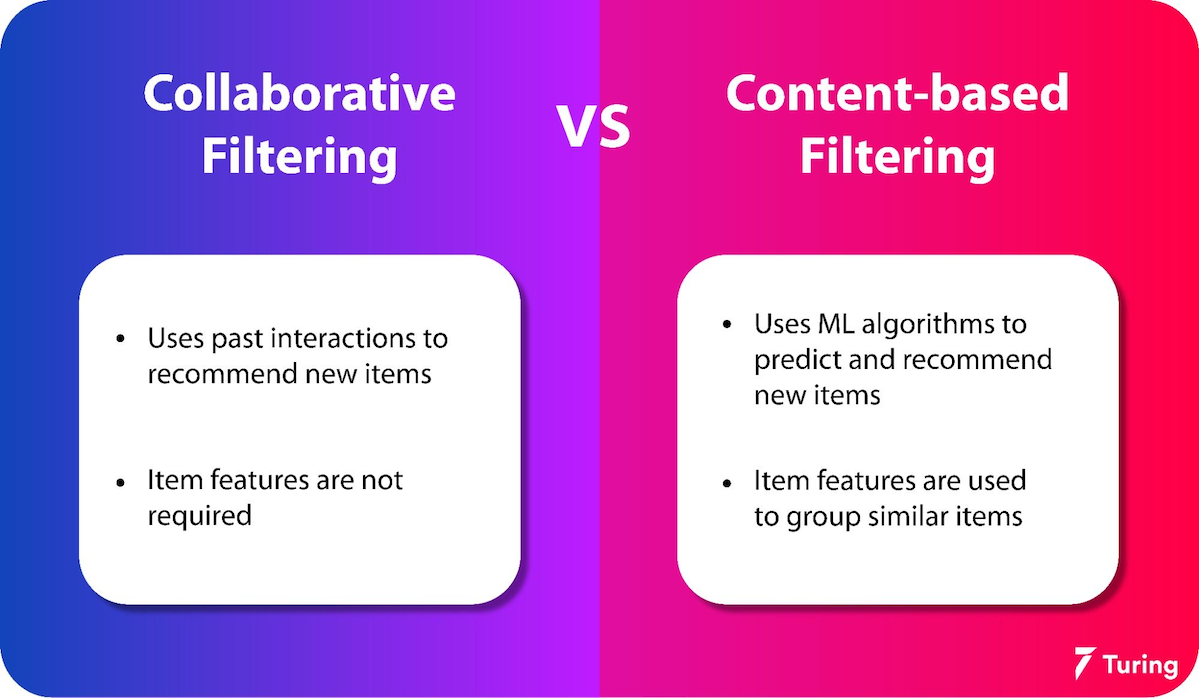 Collaborative
Filtering
VS
Content-based
Filtering
• Uses past interactions to
recommend new items
• Item features are not
required
• Uses ML algorithms to
predict and recommend
new items
• Item features are used
to group similar items
Turing